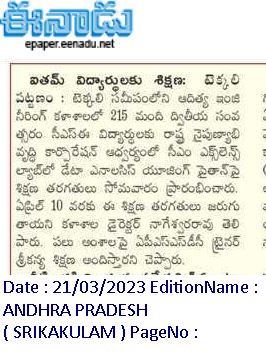 ఈనాడు
epaper.eenadu.net
ఐతమ్ విద్యార్థులకు శిక్షణ: టెక్కలి
పట్టణం : టెక్కలి సమీపంలోని ఆదిత్య ఇంజి
నీరింగ్ కళాశాలలో 215 మంది ద్వితీయ సంవ
త్సరం సీఎస్ఈ విద్యార్థులకు రాష్ట్ర నైపుణ్యాభి
వృద్ధి కార్పొరేషన్ ఆధ్వర్యంలో సీఎం ఎక్స్‌లెన్స్
ల్యాబ్‌లో డేటా ఎనాలసిస్ యూజింగ్ పైతాన్‌పై
శిక్షణ తరగతులు సోమవారం ప్రారంభించారు.
ఏప్రిల్ 10 వరకు ఈ శిక్షణ తరగతులు జరుగు
తాయని కళాశాల డైరెక్టర్ నాగేశ్వరరావు తెలి
పారు. పలు అంశాలపై ఏపీఎస్ఎస్‌డీసీ ట్రైనర్
శ్రీకన్య శిక్షణ అందిస్తారని చెప్పారు.
Date : 21/03/2023 EditionName :
ANDHRA PRADESH
( SRIKAKULAM ) PageNo :